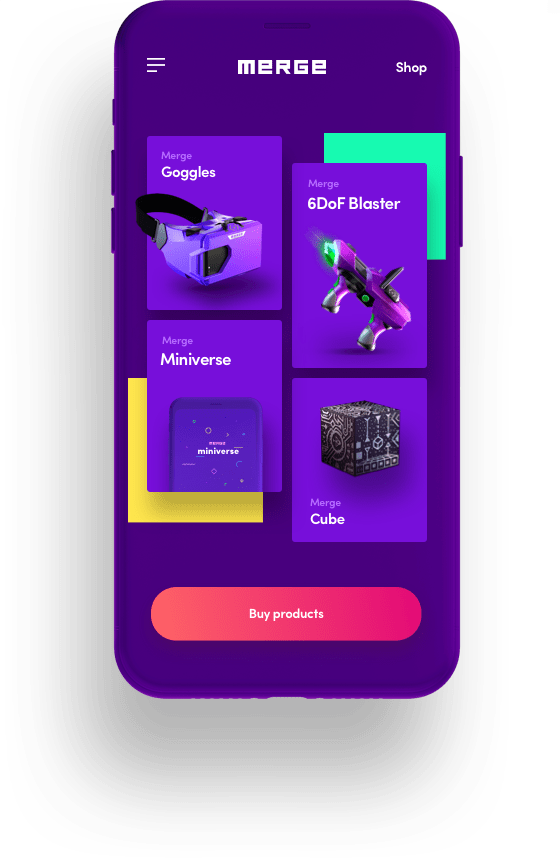 MERGE
Shop
Merge
Goggles
Merge
6DoF Blaster
Merge
Miniverse
MERGE
miniverse
Merge
Cube
Buy products